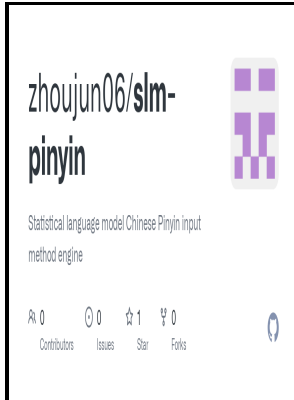 zhoujun06/slm-
pinyin
Statistical language model Chinese Pinyin input
method engine
0 0 1 0
Contributors Issues Star Forks